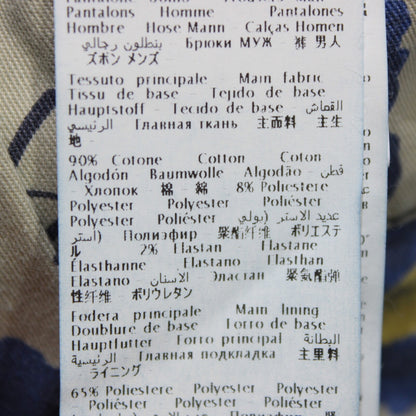 Pantalons Homme Pantalones
Hombre Hose Mann Calças Homen
بنطلون رجالي Брюки МУЖ 裤 男人
ズボン メンズ
Tessuto principale - Main fabric
Tissu de base - Tejido de base
Hauptstoff - Tecido de base - القماش
الرئيسي - Главная ткань 主面料 主生
地 -
90% Cotone Cotton Coton
Algodón Baumwolle Algodão - قطن
- Хлопок 棉 - 綿 8% Poliestere
Polyester Polyester Poliéster
Polyester Poliéster عديد الاستر (بولي
أستر) Полиэфир 聚酯纤维 ポリエステ
ル 2% Elastan Elastane
Élasthanne Elastano Elasthan
Elastano الأسنان Эластан 聚氨酯弹
性纤维 ポリウレタン
Fodera principale Main lining
Doublure de base Forro de base
Hauptfutter Forro principal البطانة
الرئيسية - Главная подкладка 主里料
- ライニング
65% Poliestere Polyester Polyester
Poliéster Polyester Poliéster